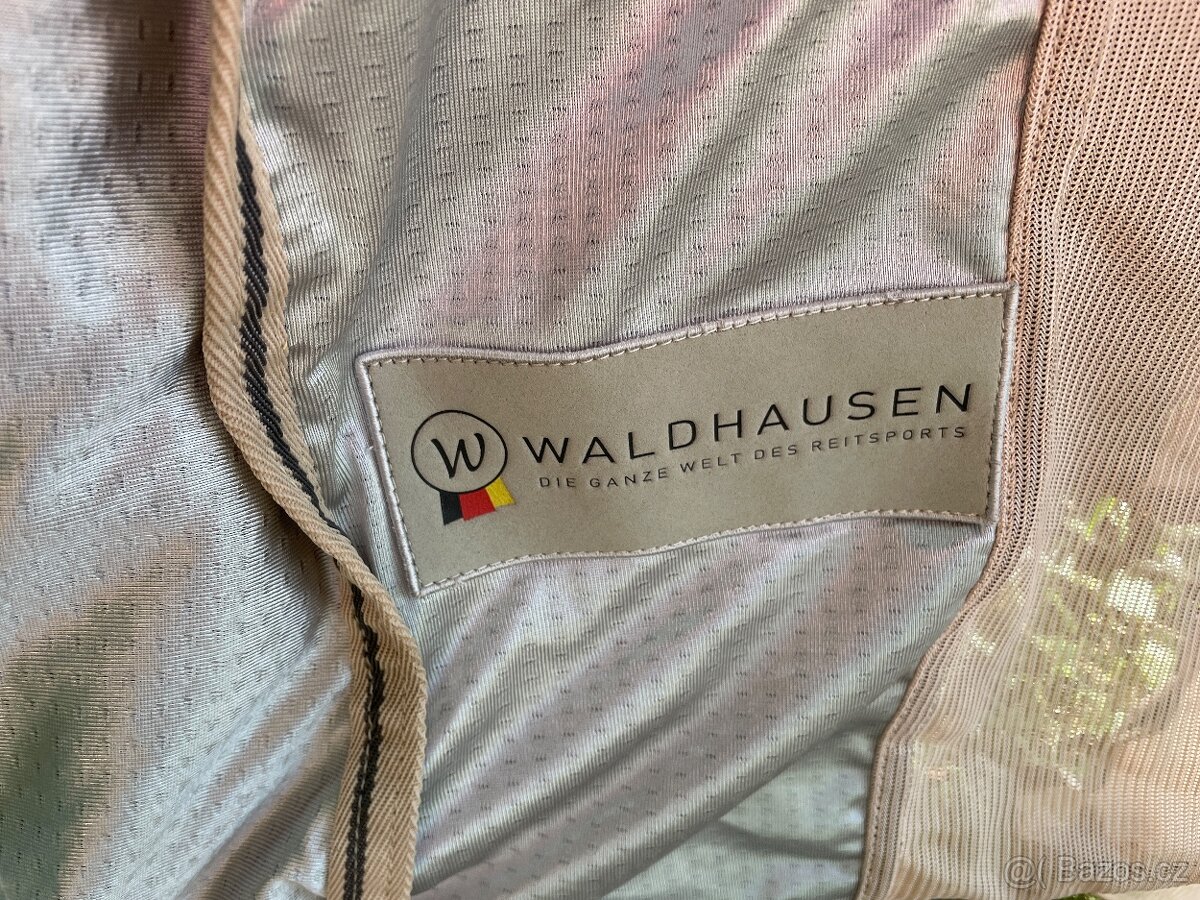 W WALDHAUSEN
DIE GANZE WELT DES REITSPORTS
@( Bazos.cz